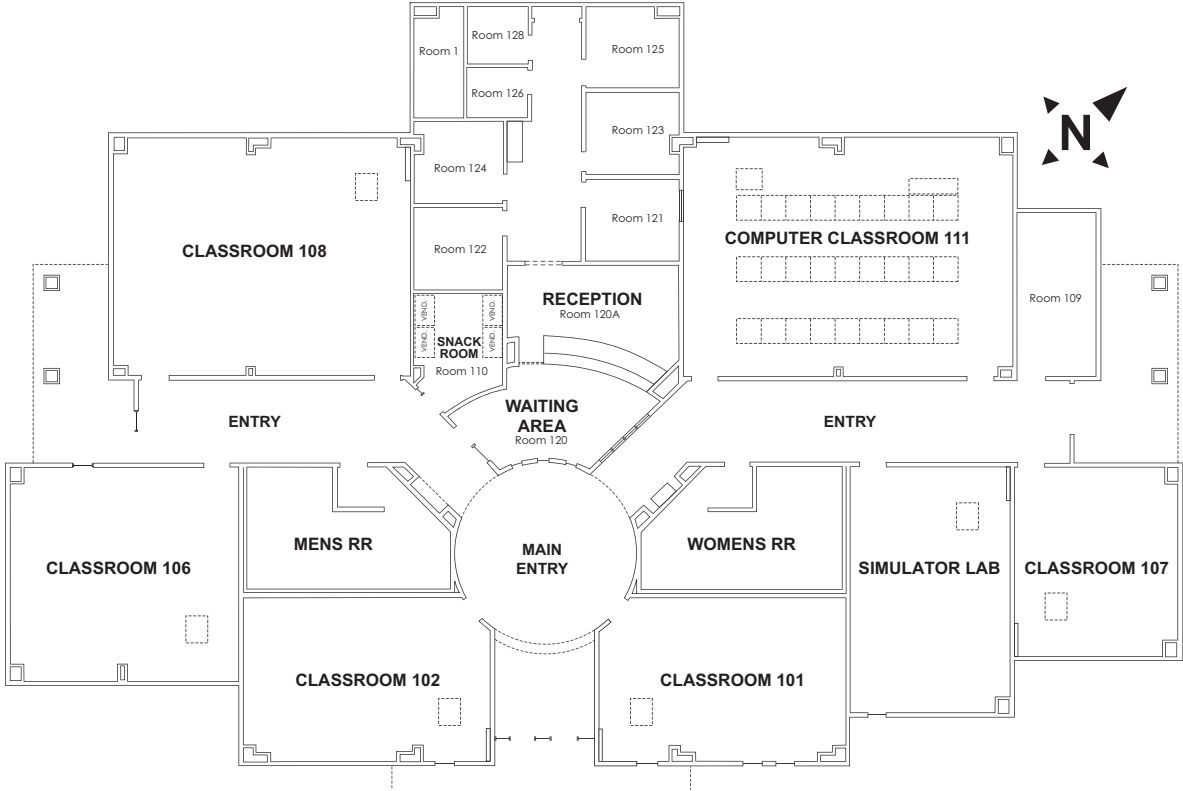 Room 1
Room 128
Room 125
Room 126
Room 123
N
Room 124
Room 121
Room 122
CLASSROOM 108
COMPUTER CLASSROOM 111
RECEPTION
Room 120A
Room 109
VEND.
VEND.
VEND.
VEND.
SNACK
ROOM
Room 110
WAITING
AREA
Room 120
ENTRY
ENTRY
MENS RR
MAIN
ENTRY
WOMENS RR
CLASSROOM 106
SIMULATOR LAB
CLASSROOM 107
CLASSROOM 102
CLASSROOM 101